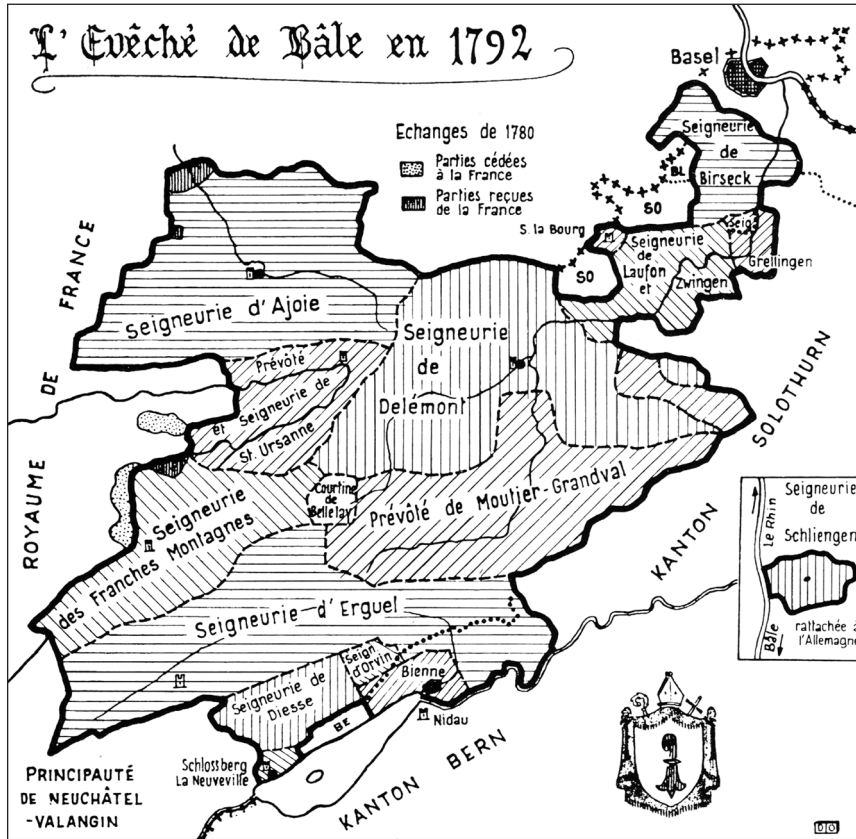 L' Evêché de Bâle en 1792
Basel
Echanges de 1780
Parties cédées
à la France
Parties reçues
de la France
Seigneurie
de
Birseck
BL
SO
S. la Bourg
Seigneurie
de
Laufon
et
Zwingen
Seig.
Grellingen
SO
FRANCE
DE
ROYAUME
Seigneurie d'Ajoie
Seigneurie
de
Delémont
Prévôté
et Seigneurie de
St. Ursanne
SOLOTHURN
KANTON
Courtine
de
Bellelay
Prévôté de Moutier-Grandval
Seigneurie
des Franches Montagnes
Seigneurie
de
Schliengen
Le Rhin
Bâle
rattachée à
l'Allemagne
Seigneurie d'Erguel
Seign.
d'Orvin
Bienne
Seigneurie de
Diesse
BE
Nidau
Schlossberg
La Neuveville
KANTON BERN
PRINCIPAUTÉ
DE NEUCHÂTEL
-VALANGIN